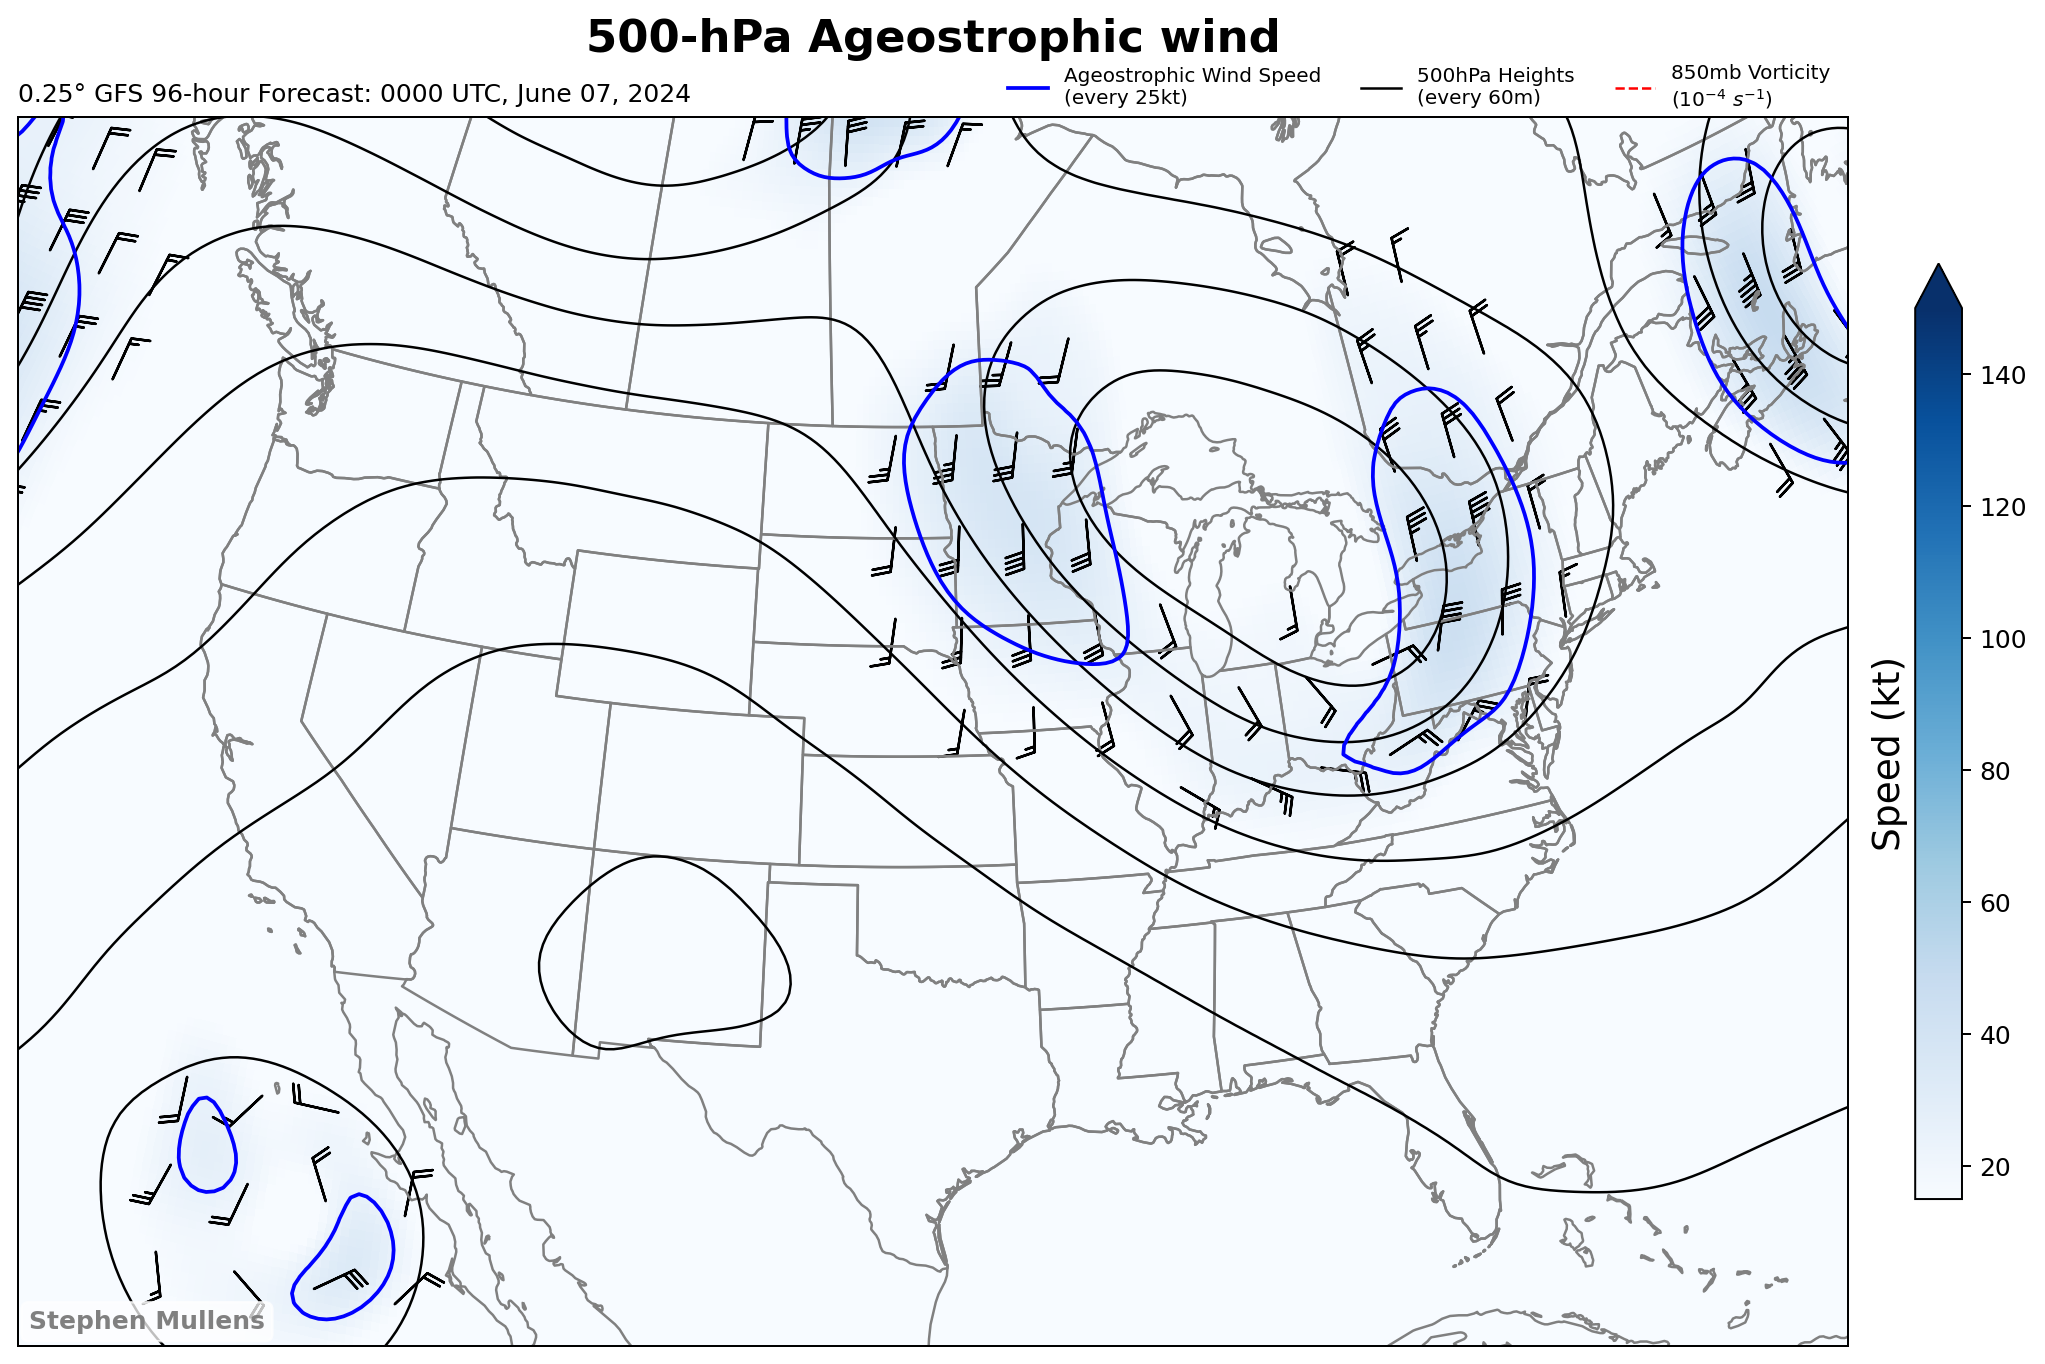 500-hPa Ageostrophic wind
0.25° GFS 96-hour Forecast: 0000 UTC, June 07, 2024
Ageostrophic Wind Speed
(every 25kt)
500hPa Heights
(every 60m)
850mb Vorticity
(10⁻⁴ s⁻¹)
140
120
100
80
60
40
20
Speed (kt)
Stephen Mullens